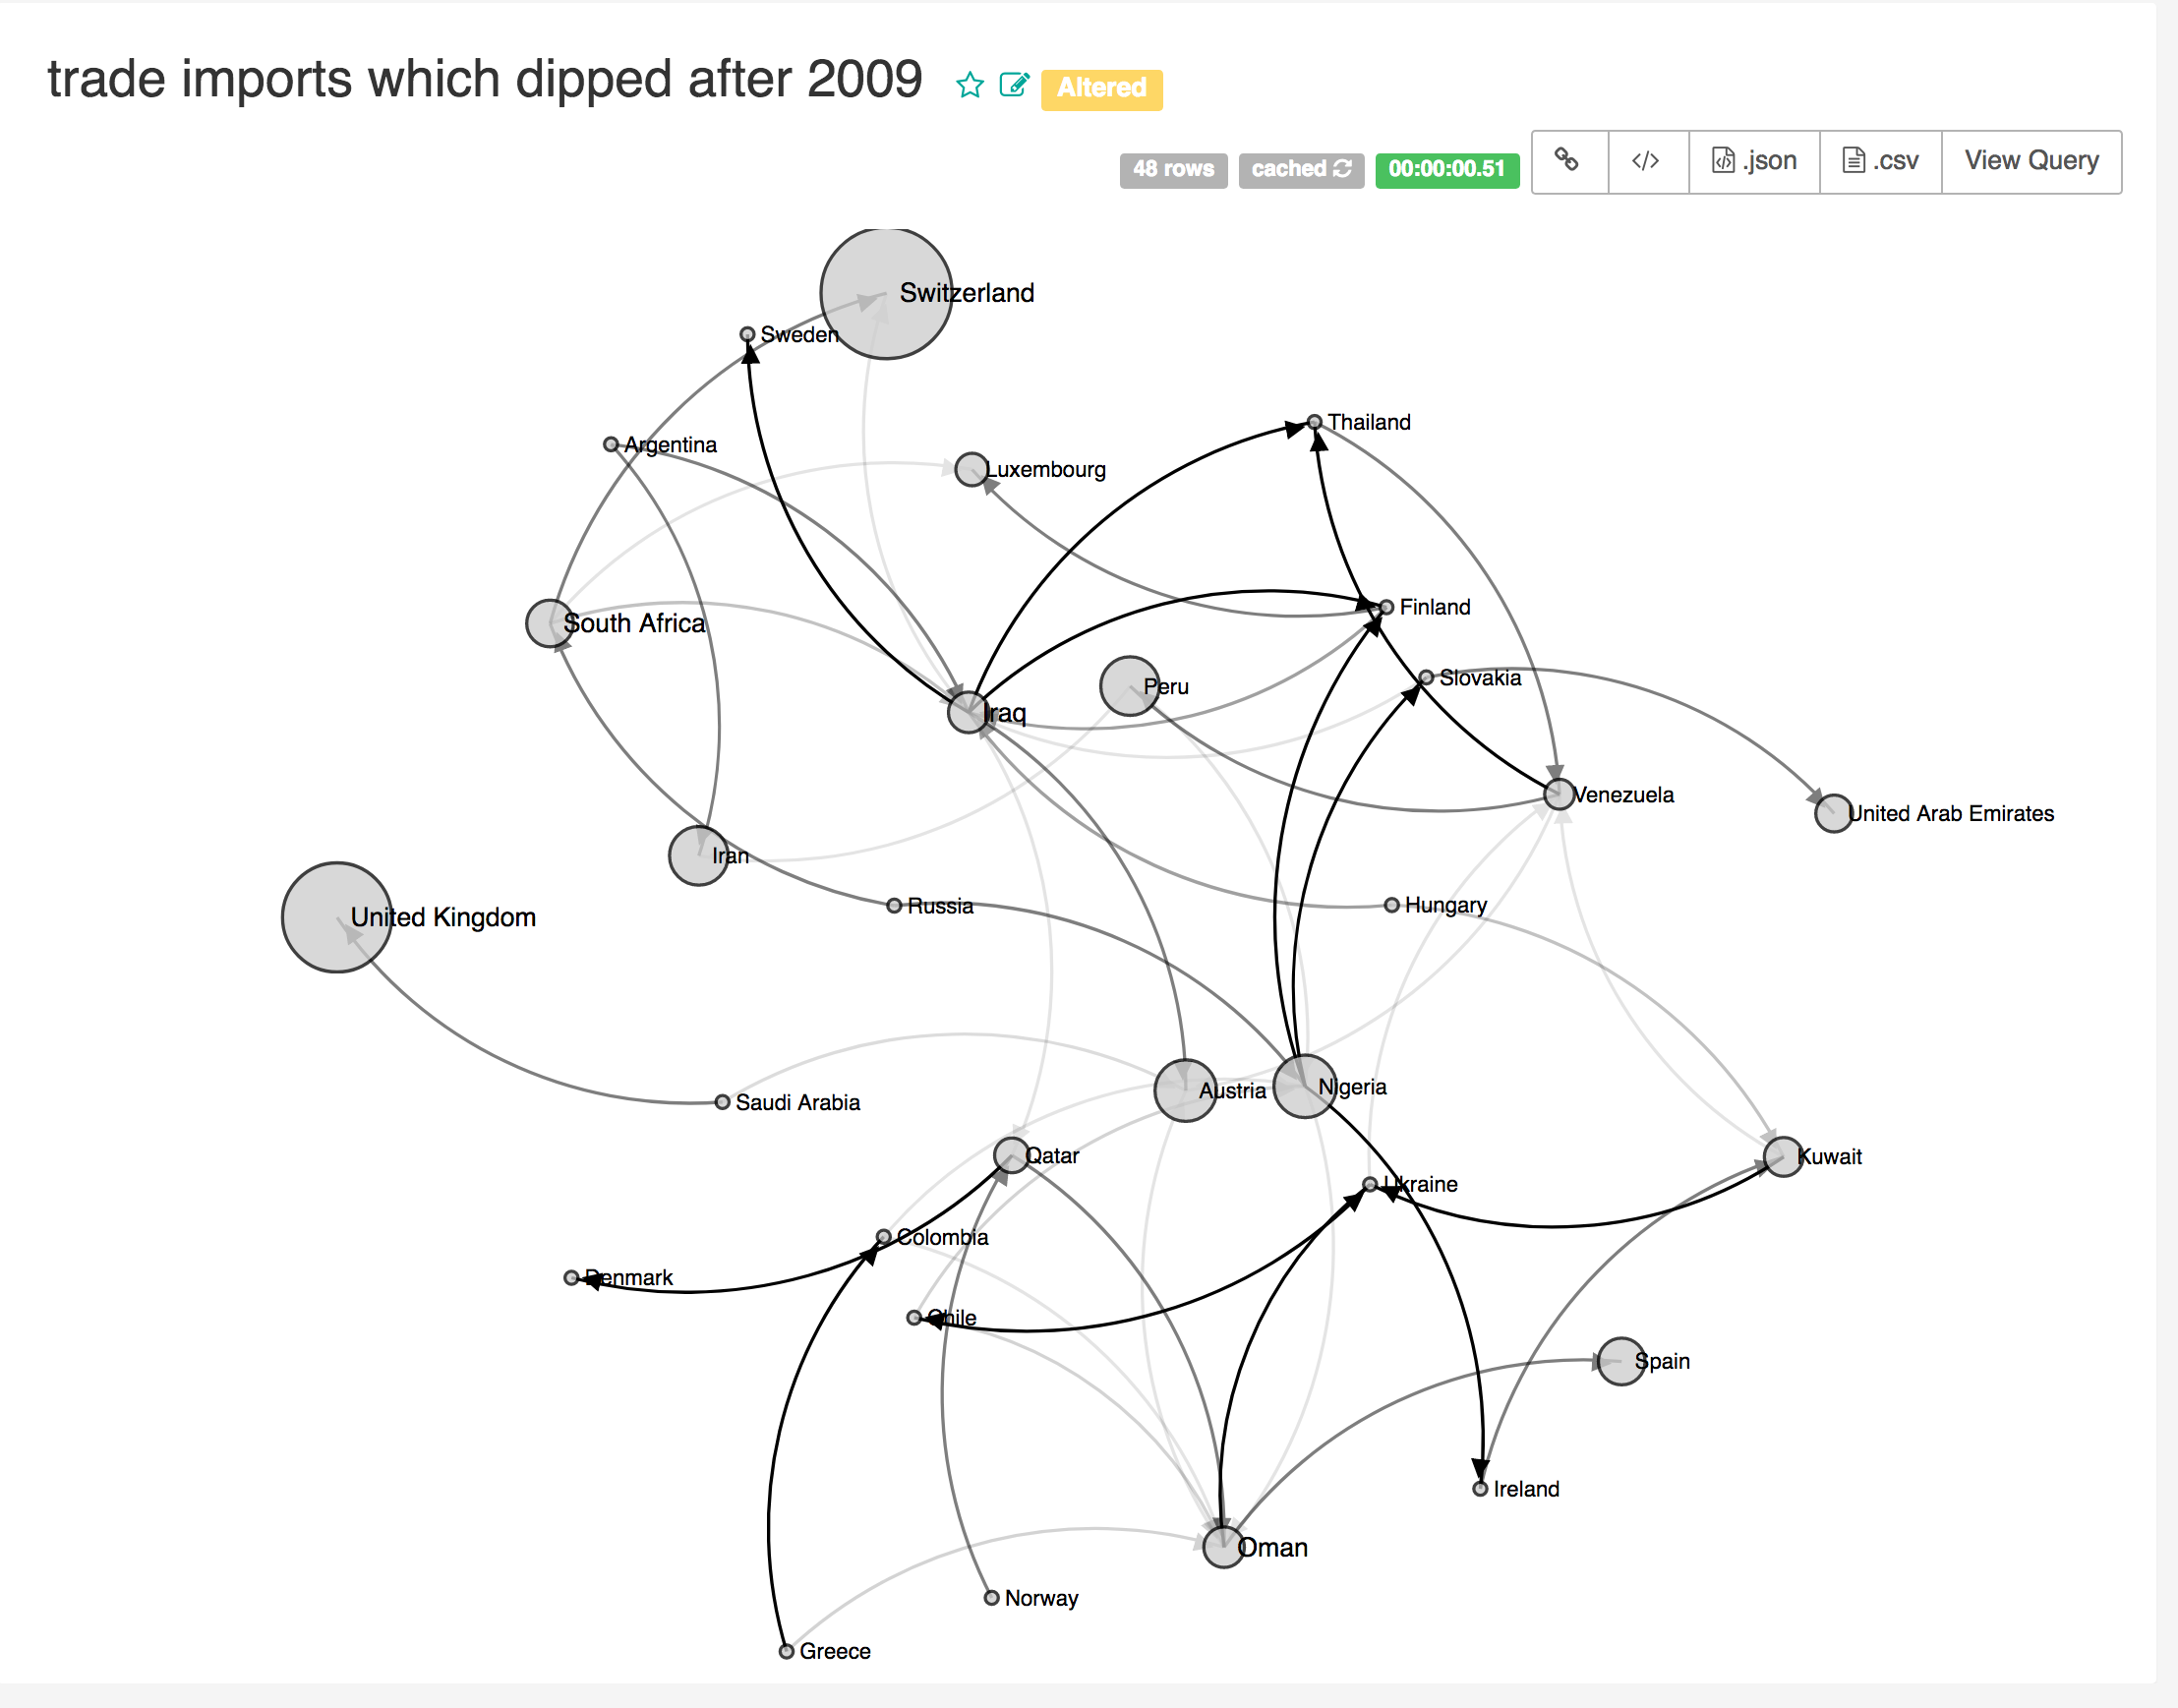 trade imports which dipped after 2009 Altered
48 rows cached 00:00:00.51 </> .json .csv View Query
Switzerland
Sweden
Thailand
Argentina
Luxembourg
Finland
South Africa
Slovakia
Peru
Iraq
Venezuela
United Arab Emirates
Iran
Hungary
Russia
United Kingdom
Nigeria
Austria
Saudi Arabia
Qatar
Kuwait
Ukraine
Colombia
Denmark
Chile
Spain
Ireland
Oman
Norway
Greece